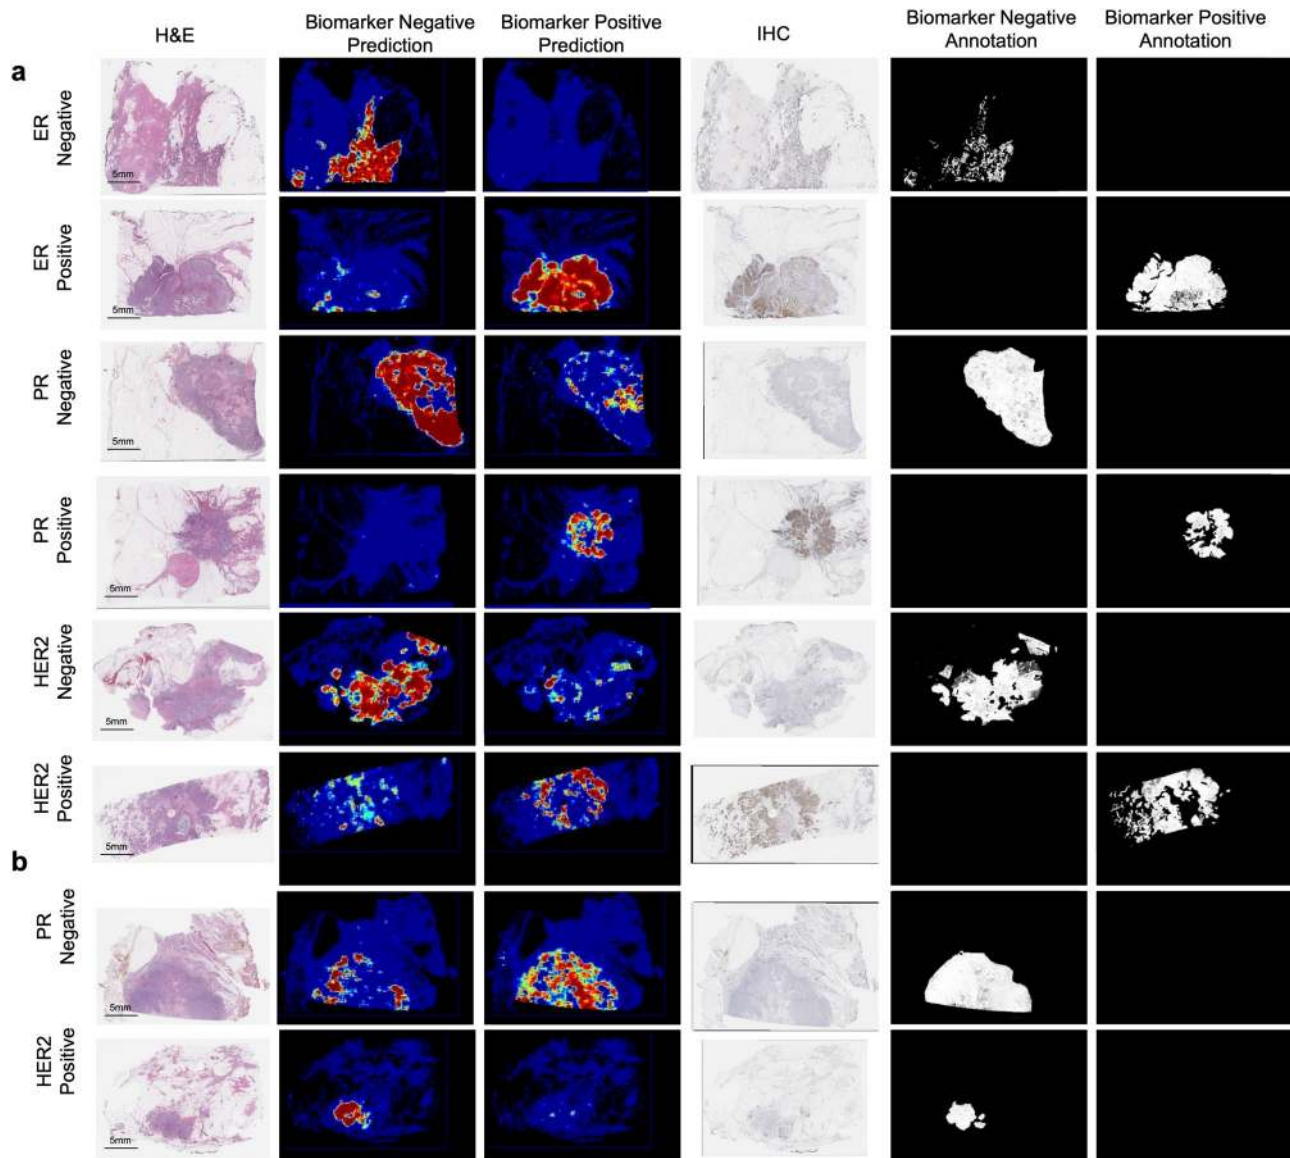 H&E
Biomarker Negative
Prediction
Biomarker Positive
Prediction
IHC
Biomarker Negative
Annotation
Biomarker Positive
Annotation
a
ER
Negative
5mm
ER
Positive
5mm
PR
Negative
5mm
PR
Positive
5mm
HER2
Negative
5mm
HER2
Positive
5mm
b
PR
Negative
5mm
HER2
Positive
5mm